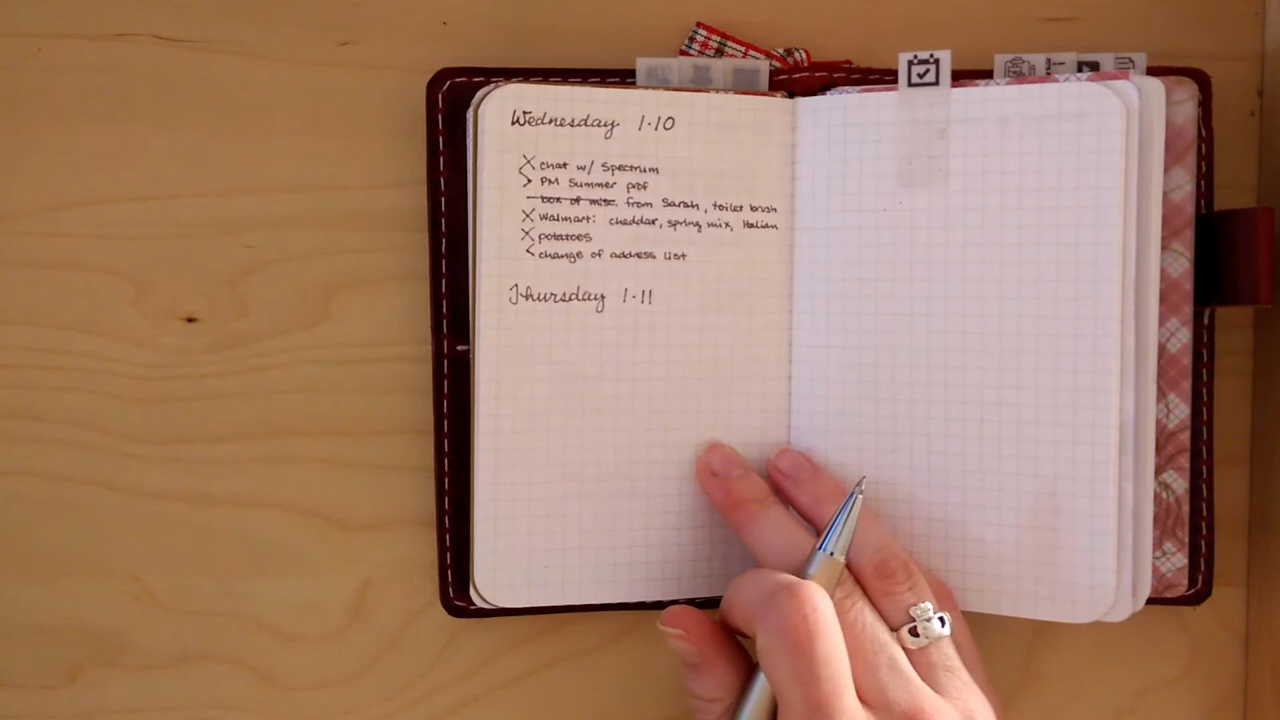 Wednesday 1.10
X chat w/ Spectrum
> PM Summer prof
box of misc. from Sarah, toilet brush
X Walmart: cheddar, spring mix, Italian
X potatoes
< change of address list
Thursday 1.11